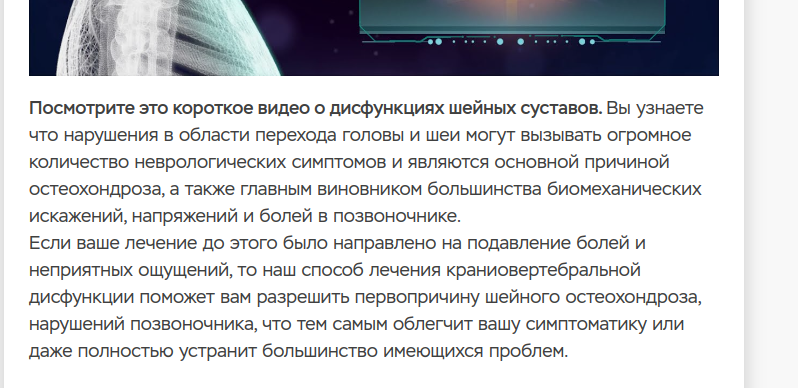 Посмотрите это короткое видео о дисфункциях шейных суставов. Вы узнаете
что нарушения в области перехода головы и шеи могут вызывать огромное
количество неврологических симптомов и являются основной причиной
остеохондроза, а также главным виновником большинства биомеханических
искажений, напряжений и болей в позвоночнике.
Если ваше лечение до этого было направлено на подавление болей и
неприятных ощущений, то наш способ лечения краниовертебральной
дисфункции поможет вам разрешить первопричину шейного остеохондроза,
нарушений позвоночника, что тем самым облегчит вашу симптоматику или
даже полностью устранит большинство имеющихся проблем.